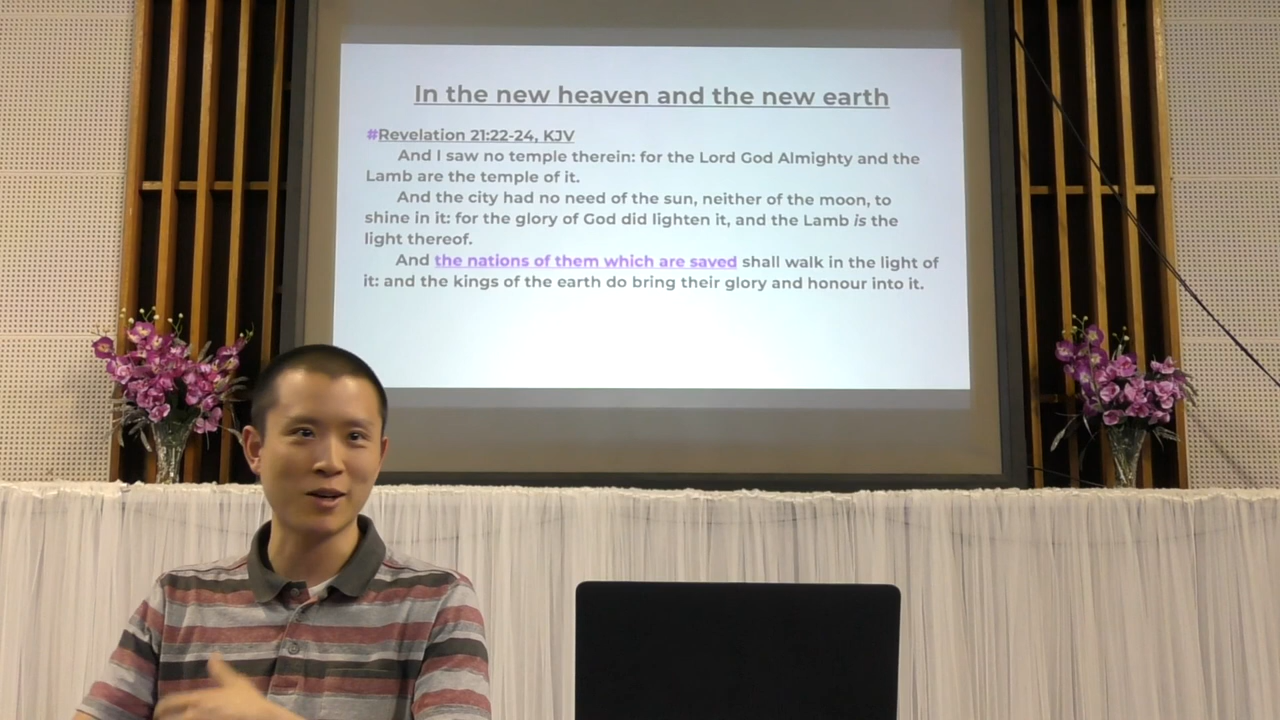 In the new heaven and the new earth
#Revelation 21:22-24, KJV
And I saw no temple therein: for the Lord God Almighty and the
Lamb are the temple of it.
And the city had no need of the sun, neither of the moon, to
shine in it: for the glory of God did lighten it, and the Lamb is the
light thereof.
And the nations of them which are saved shall walk in the light of
it: and the kings of the earth do bring their glory and honour into it.